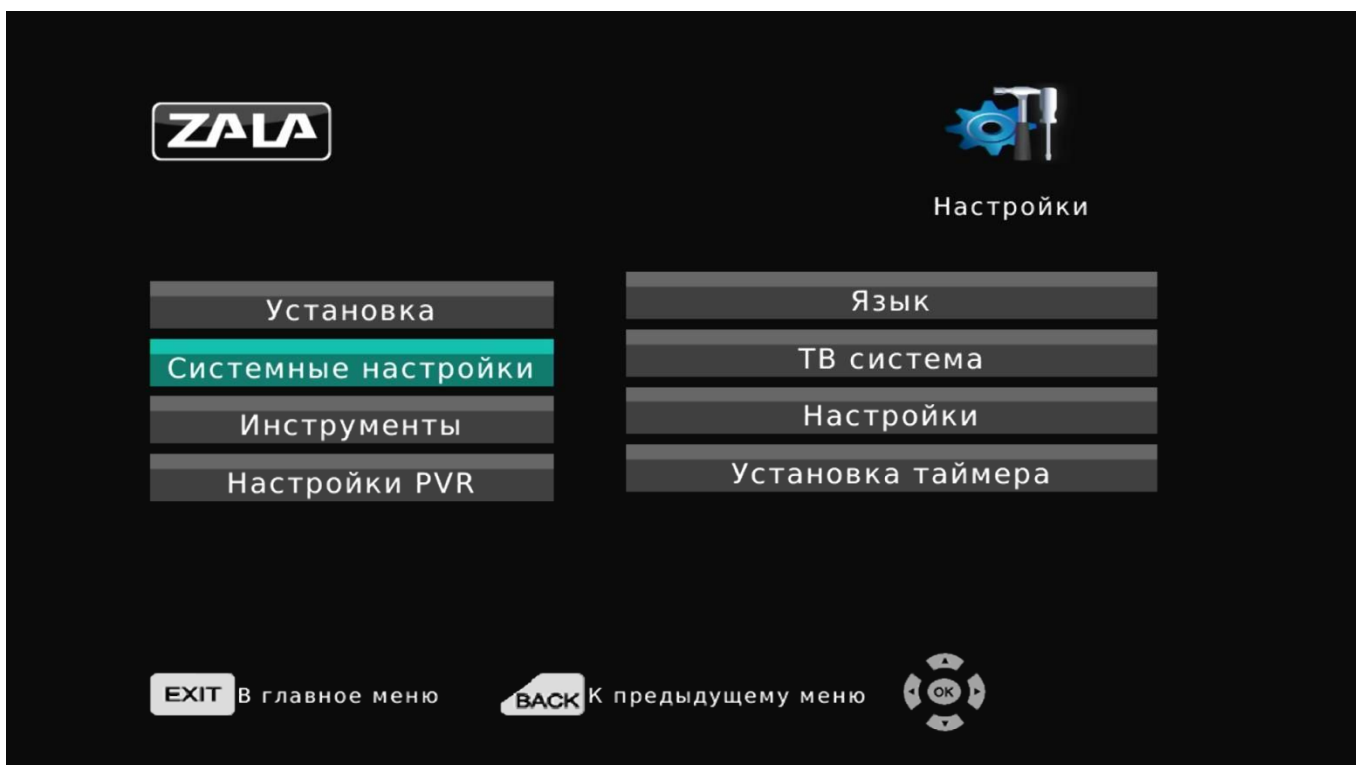 ZALA
Настройки
Установка
Системные настройки
Инструменты
Настройки PVR
Язык
ТВ система
Настройки
Установка таймера
EXIT В главное меню
BACK К предыдущему меню
OK